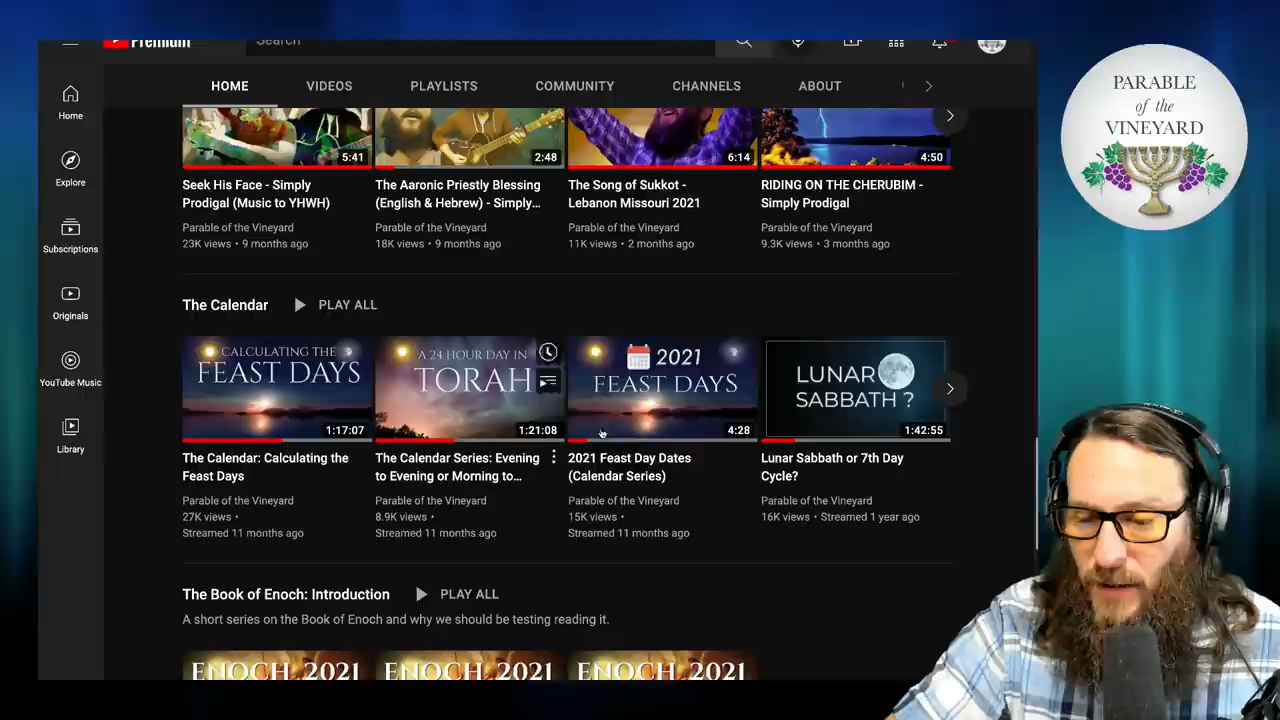 Premium
Search
HOME
VIDEOS
PLAYLISTS
COMMUNITY
CHANNELS
ABOUT
Home
Explore
Subscriptions
Originals
YouTube Music
Library
5:41
2:48
6:14
4:50
Seek His Face - Simply
Prodigal (Music to YHWH)
Parable of the Vineyard
23K views • 9 months ago
The Aaronic Priestly Blessing
(English & Hebrew) - Simply...
Parable of the Vineyard
18K views • 9 months ago
The Song of Sukkot -
Lebanon Missouri 2021
Parable of the Vineyard
11K views • 2 months ago
RIDING ON THE CHERUBIM -
Simply Prodigal
Parable of the Vineyard
9.3K views • 3 months ago
The Calendar
PLAY ALL
CALCULATING THE
FEAST DAYS
1:17:07
A 24 HOUR DAY IN
TORAH
1:21:08
2021
FEAST DAYS
4:28
LUNAR
SABBATH ?
1:42:55
The Calendar: Calculating the
Feast Days
Parable of the Vineyard
27K views •
Streamed 11 months ago
The Calendar Series: Evening
to Evening or Morning to...
Parable of the Vineyard
8.9K views •
Streamed 11 months ago
2021 Feast Day Dates
(Calendar Series)
Parable of the Vineyard
15K views •
Streamed 11 months ago
Lunar Sabbath or 7th Day
Cycle?
Parable of the Vineyard
16K views • Streamed 1 year ago
The Book of Enoch: Introduction
PLAY ALL
A short series on the Book of Enoch and why we should be testing reading it.
ENOCH 2021
ENOCH 2021
ENOCH 2021
PARABLE
of the
VINEYARD